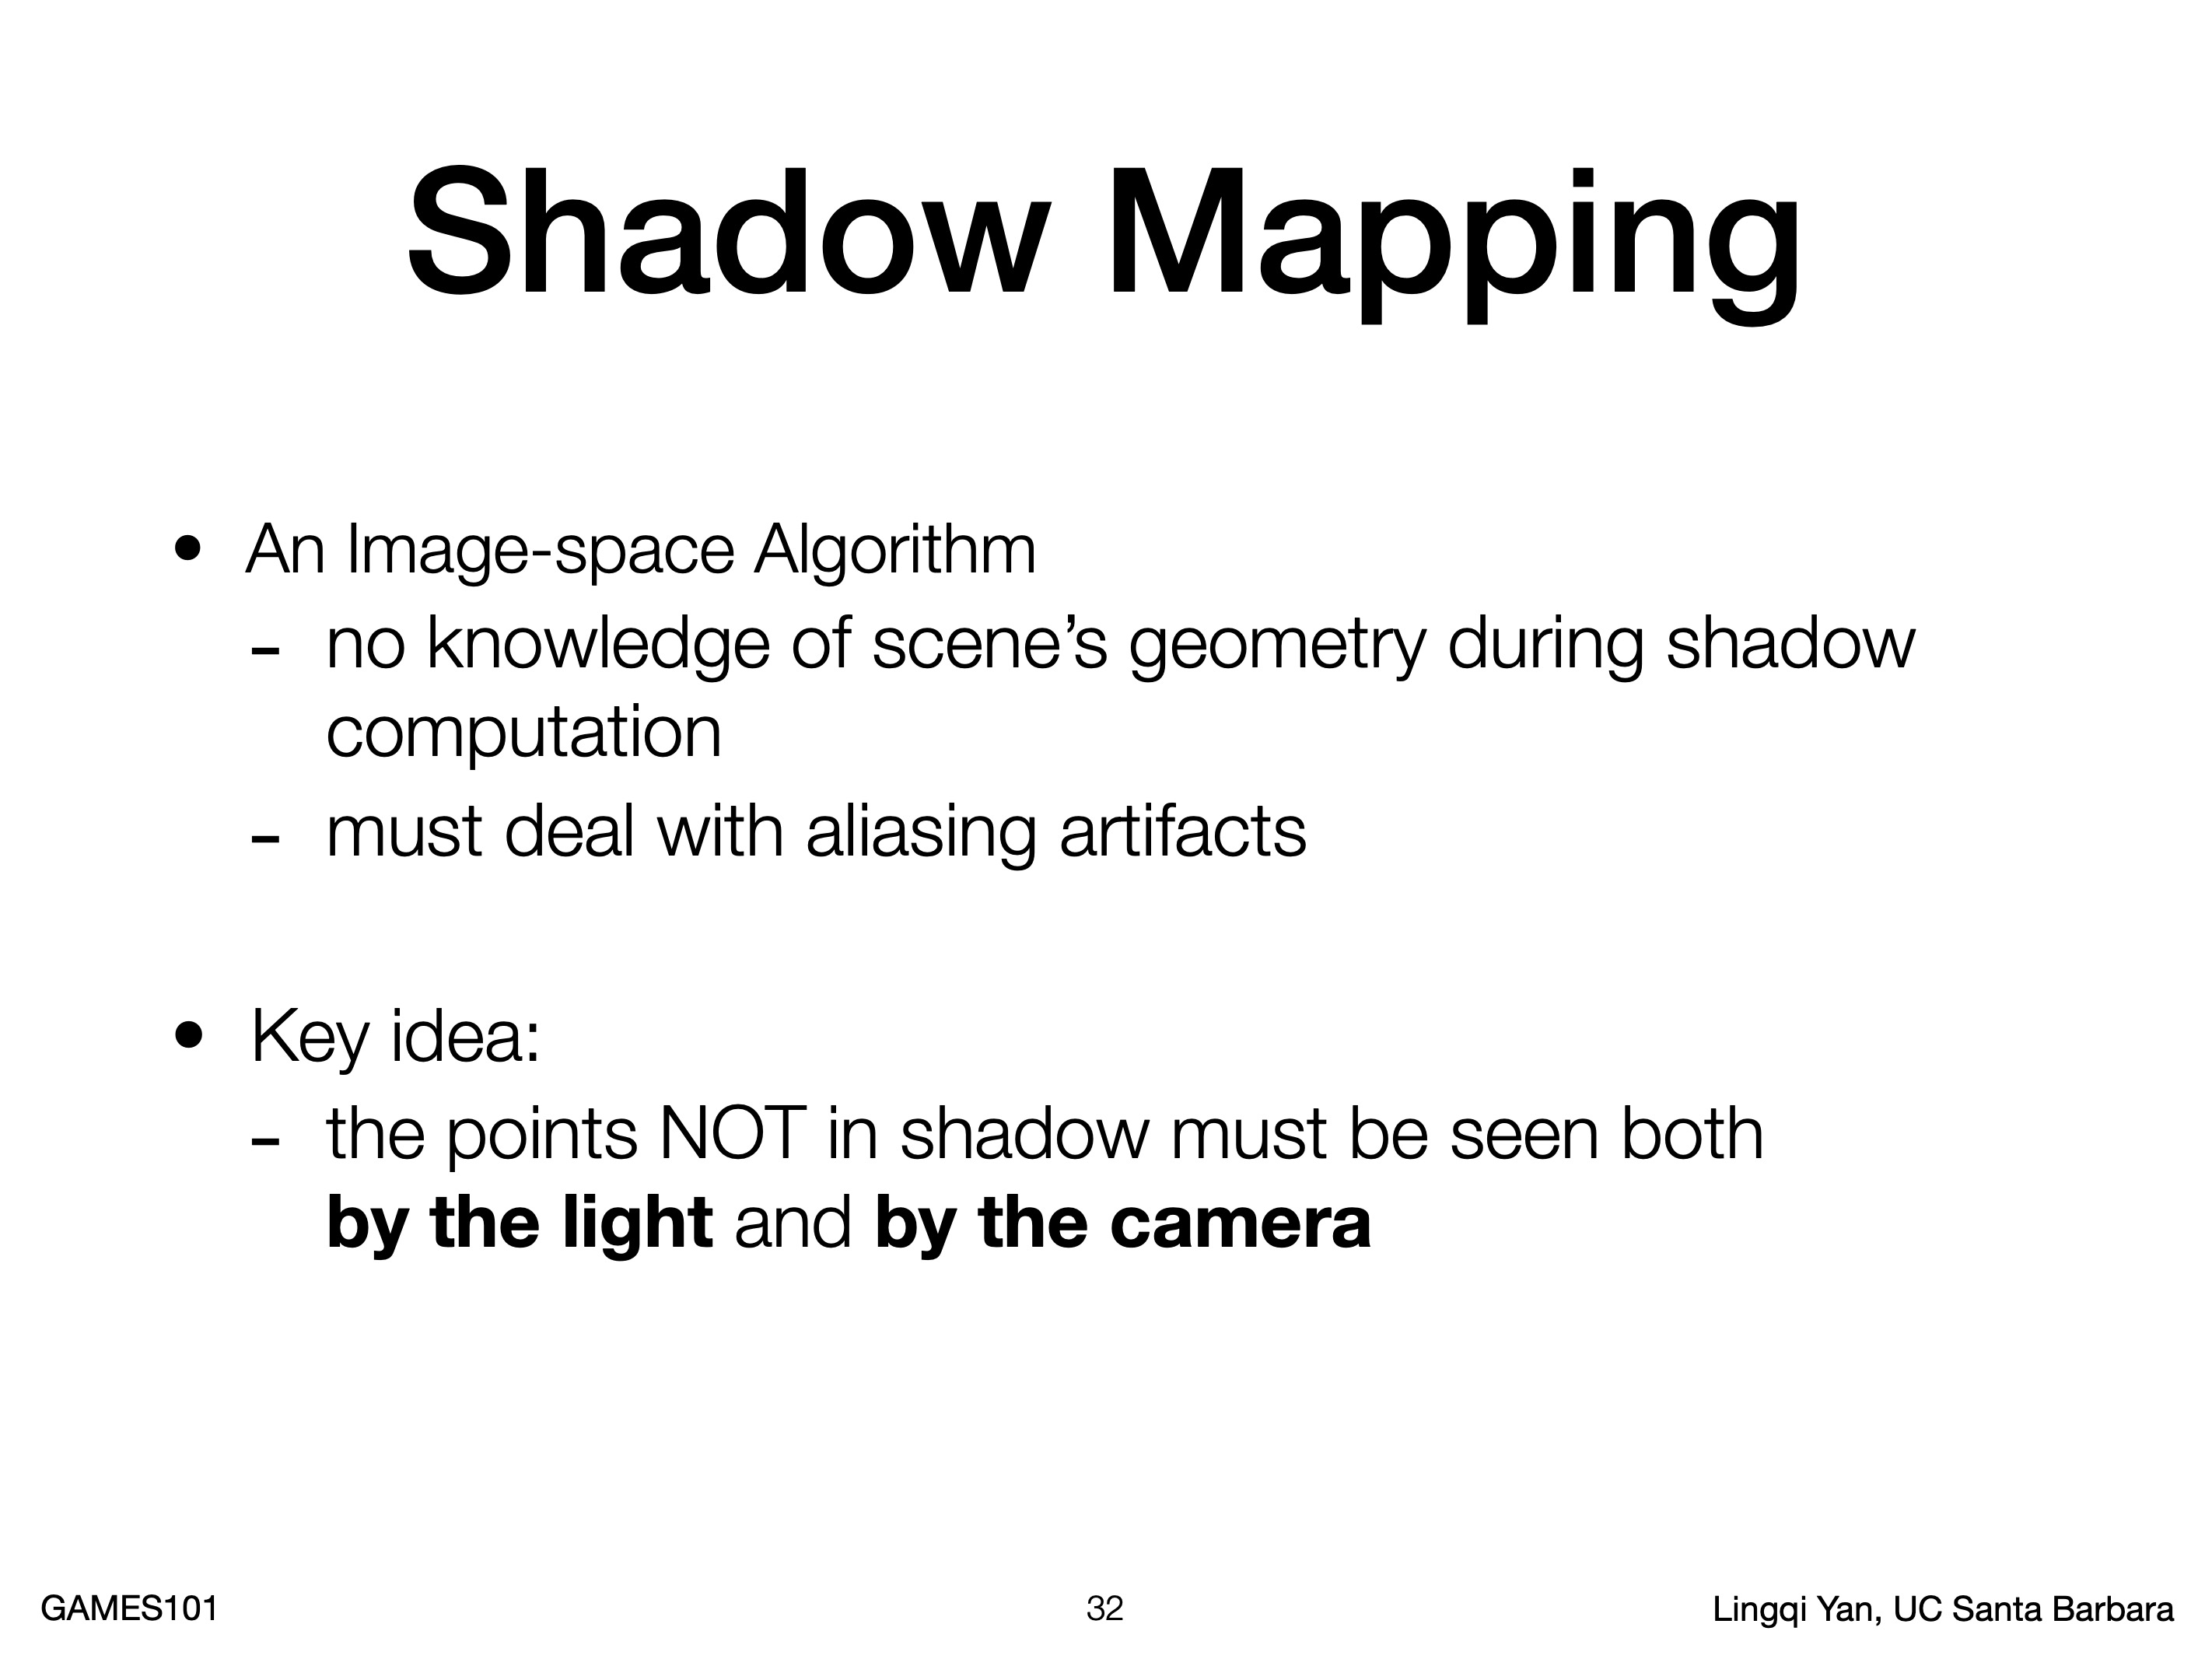 Shadow Mapping
• An Image-space Algorithm
– no knowledge of scene’s geometry during shadow
computation
– must deal with aliasing artifacts
• Key idea:
– the points NOT in shadow must be seen both
by the light and by the camera
GAMES101
32
Lingqi Yan, UC Santa Barbara